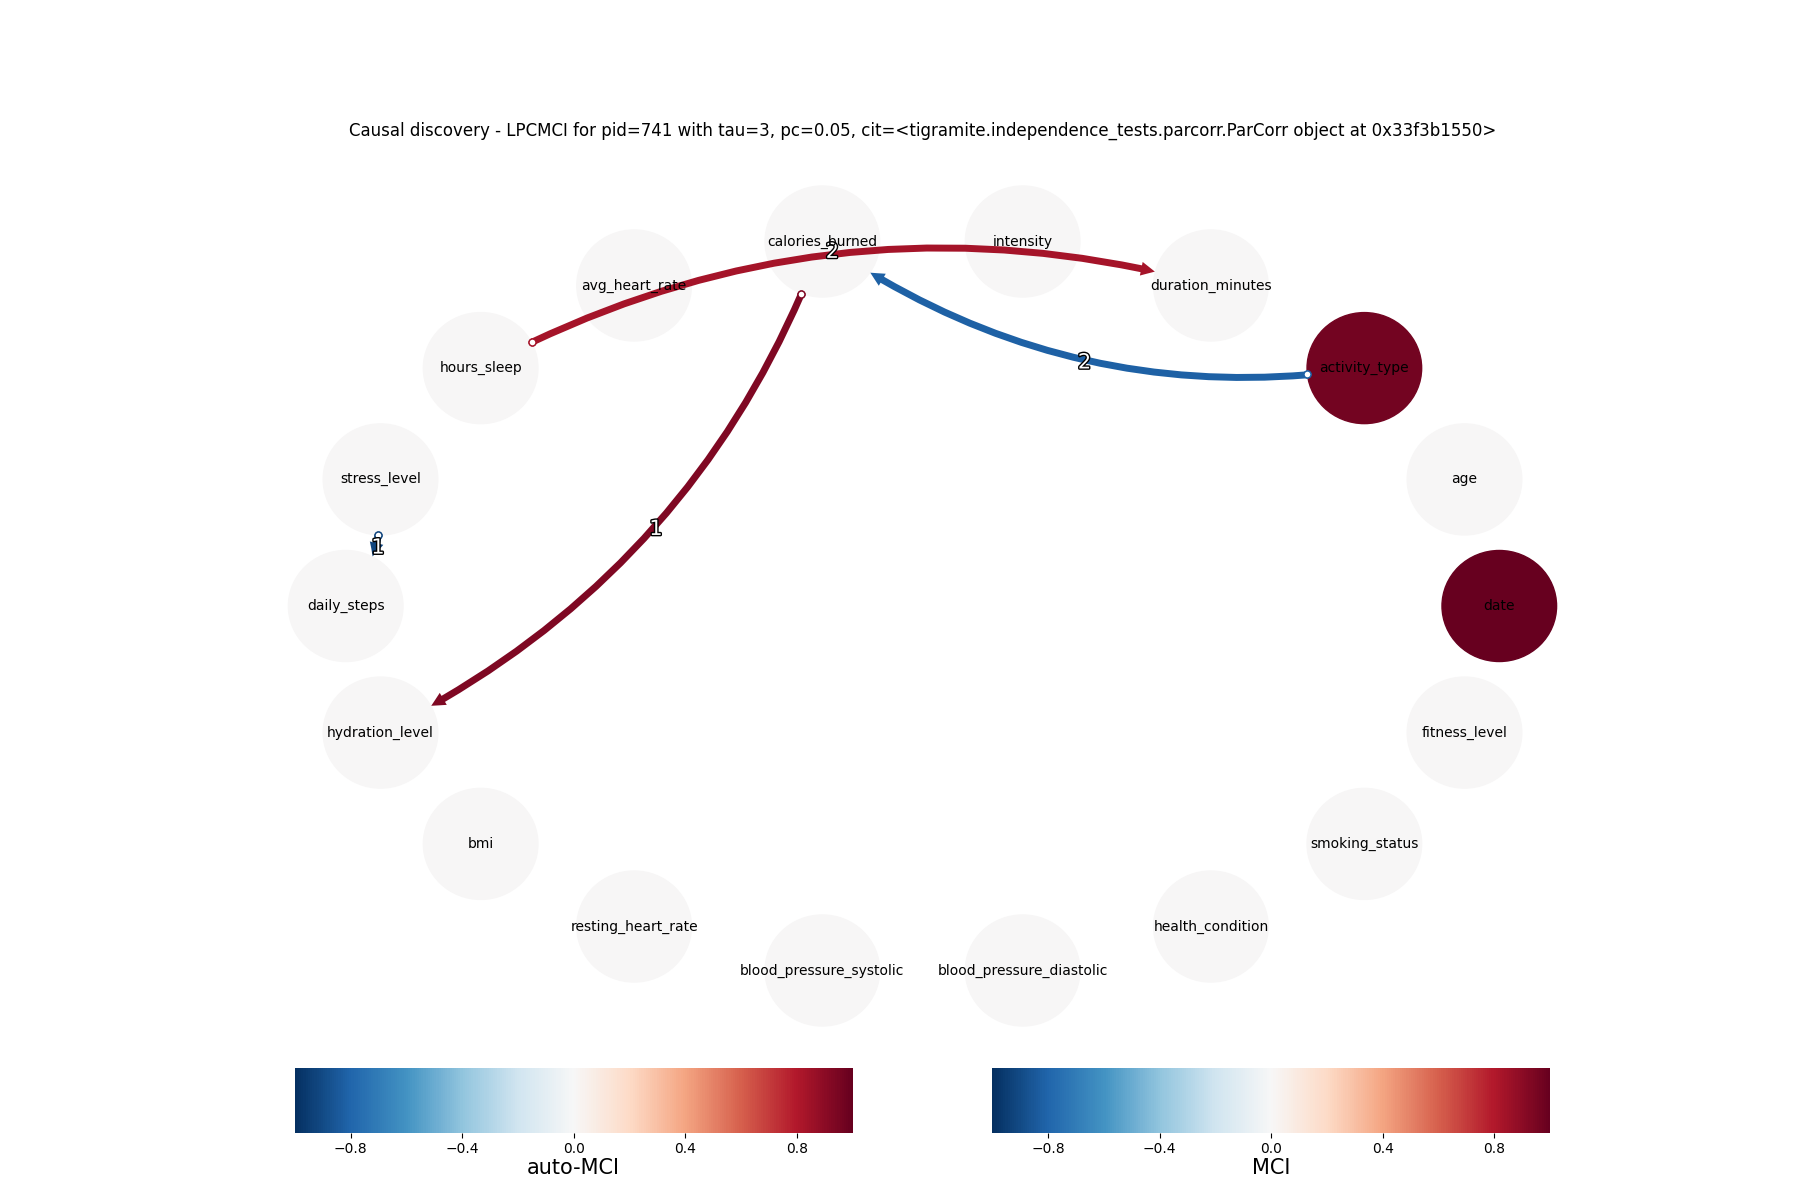 Causal discovery - LPCMCI for pid=741 with tau=3, pc=0.05, cit=<tigramite.independence_tests.parcorr.ParCorr object at 0x33f3b1550>
calories_burned
intensity
2
avg_heart_rate
duration_minutes
2
hours_sleep
activity_type
stress_level
age
1
1
daily_steps
date
hydration_level
fitness_level
bmi
smoking_status
resting_heart_rate
health_condition
blood_pressure_systolic
blood_pressure_diastolic
−0.8 −0.4 0.0 0.4 0.8
auto-MCI
−0.8 −0.4 0.0 0.4 0.8
MCI